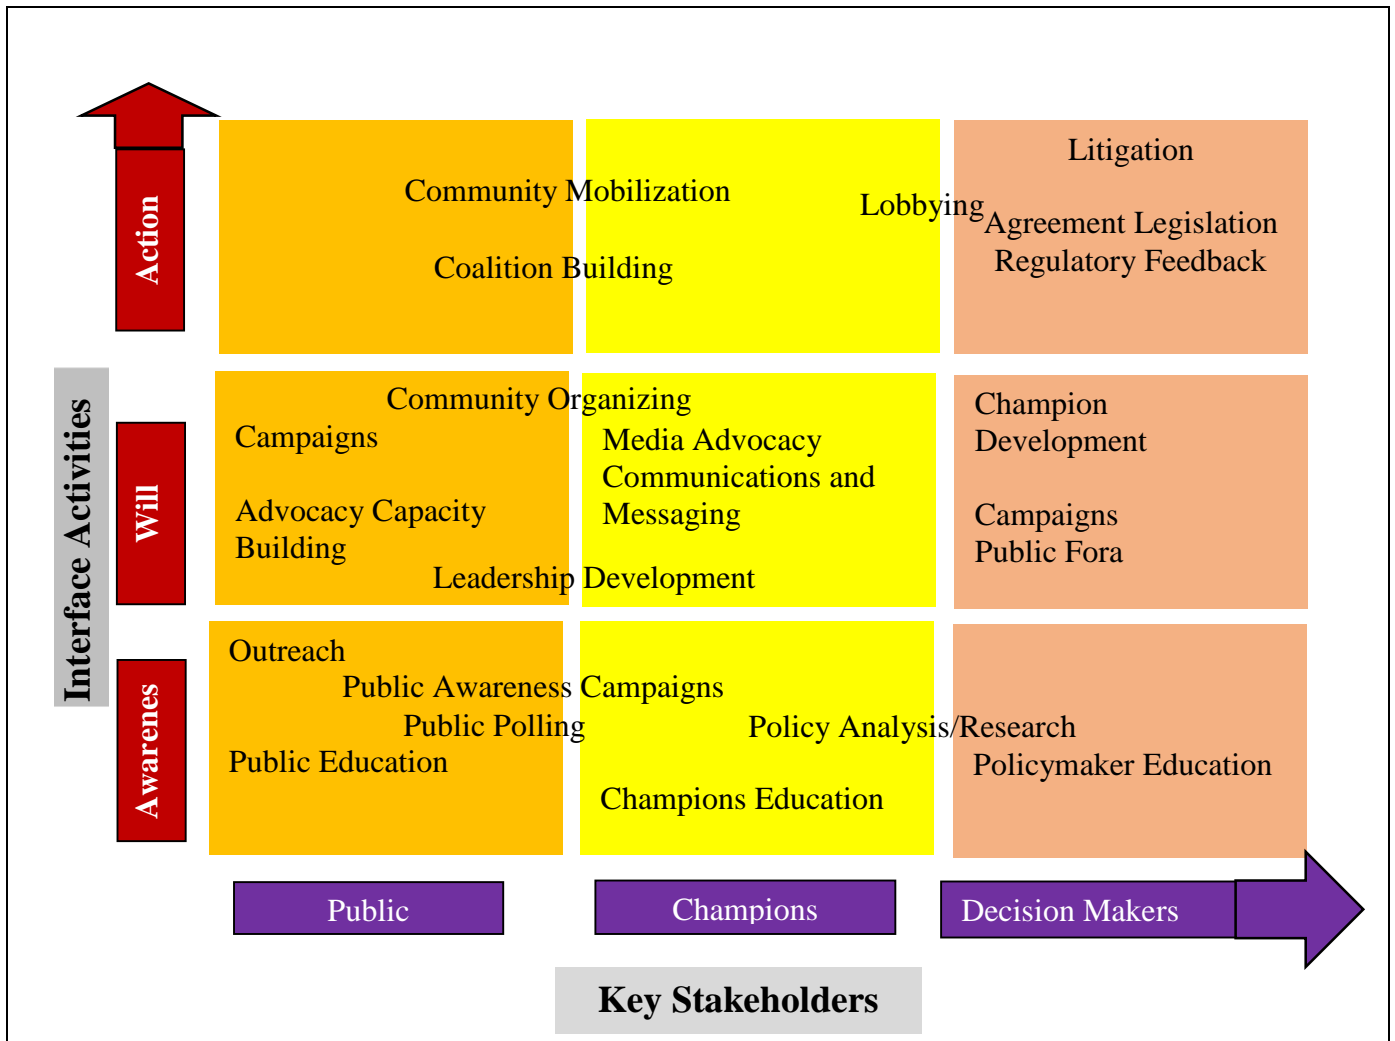 Action
Community Mobilization
Coalition Building
Lobbying
Litigation
Agreement Legislation
Regulatory Feedback
Interface Activities
Will
Community Organizing
Campaigns
Advocacy Capacity
Building
Leadership Development
Media Advocacy
Communications and
Messaging
Champion
Development
Campaigns
Public Fora
Awarenes
Outreach
Public Awareness Campaigns
Public Polling
Public Education
Policy Analysis/Research
Champions Education
Policymaker Education
Public
Champions
Decision Makers
Key Stakeholders